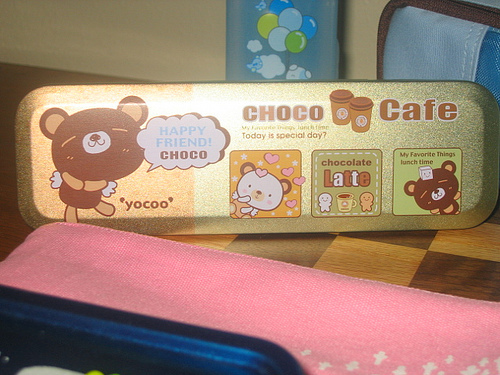 HAPPY
FRIEND!
CHOCO
'yocoo'
CHOCO Cafe
My Favorite Things, lunch time
Today is special day?
chocolate
Latte
My Favorite Things
lunch time